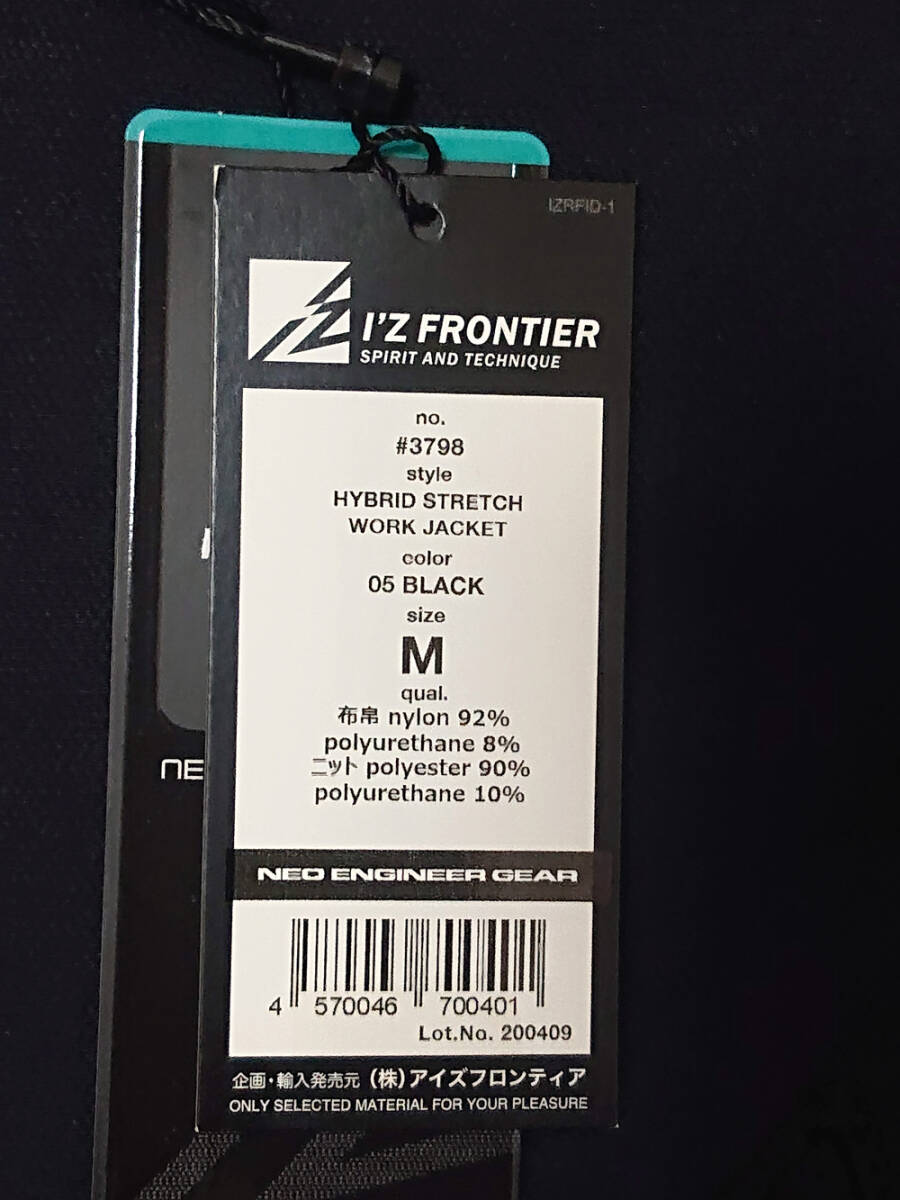 IZRFID-1
I'Z FRONTIER
SPIRIT AND TECHNIQUE
no.
#3798
style
HYBRID STRETCH
WORK JACKET
color
05 BLACK
size
M
qual.
布帛 nylon 92%
polyurethane 8%
ニット polyester 90%
polyurethane 10%
NE
NEO ENGINEER GEAR
4 570046 700401
Lot.No. 200409
企画・輸入発売元 (株)アイズフロンティア
ONLY SELECTED MATERIAL FOR YOUR PLEASURE